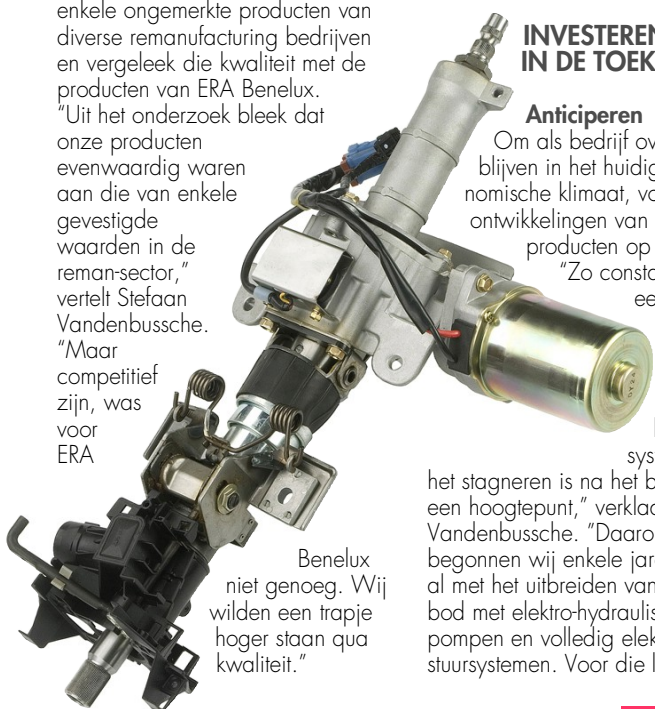 enkele ongemerkte producten van
diverse remanufacturing bedrijven
en vergeleek die kwaliteit met de
producten van ERA Benelux.
“Uit het onderzoek bleek dat
onze producten
evenwaardig waren
aan die van enkele
gevestigde
waarden in de
reman-sector,”
vertelt Stefaan
Vandenbussche.
“Maar
competitief
zijn, was
voor
ERA
Benelux
niet genoeg. Wij
wilden een trapje
hoger staan qua
kwaliteit.”
INVESTEREN
IN DE TOEK
Anticiperen
Om als bedrijf ov
blijven in het huidig
nomische klimaat, vo
ontwikkelingen van
producten op
“Zo consta
ee
sys
het stagneren is na het b
een hoogtepunt,” verklaa
Vandenbussche. “Daaro
begonnen wij enkele jar
al met het uitbreiden van
bod met elektro-hydraulis
pompen en volledig elek
stuursystemen. Voor die l